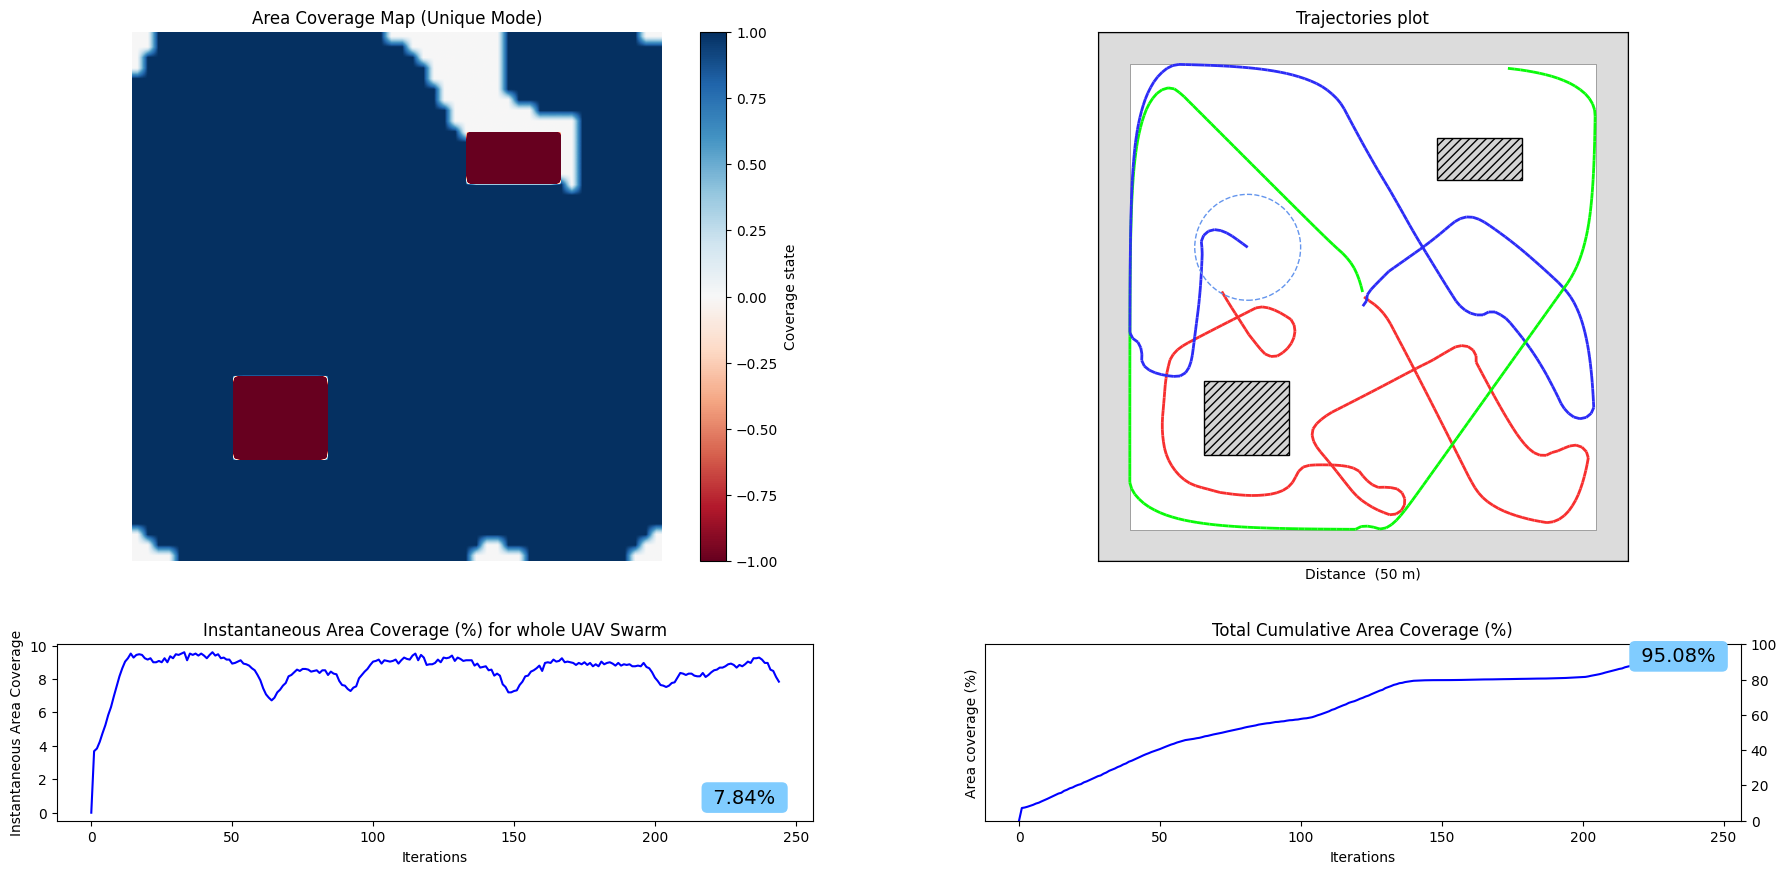 Area Coverage Map (Unique Mode)
1.00
0.75
0.50
0.25
0.00
−0.25
−0.50
−0.75
−1.00
Coverage state
Trajectories plot
Distance  (50 m)
Instantaneous Area Coverage (%) for whole UAV Swarm
Instantaneous Area Coverage
10
8
6
4
2
0
7.84%
0 50 100 150 200 250
Iterations
Total Cumulative Area Coverage (%)
Area coverage (%)
95.08%
100
80
60
40
20
0
0 50 100 150 200 250
Iterations